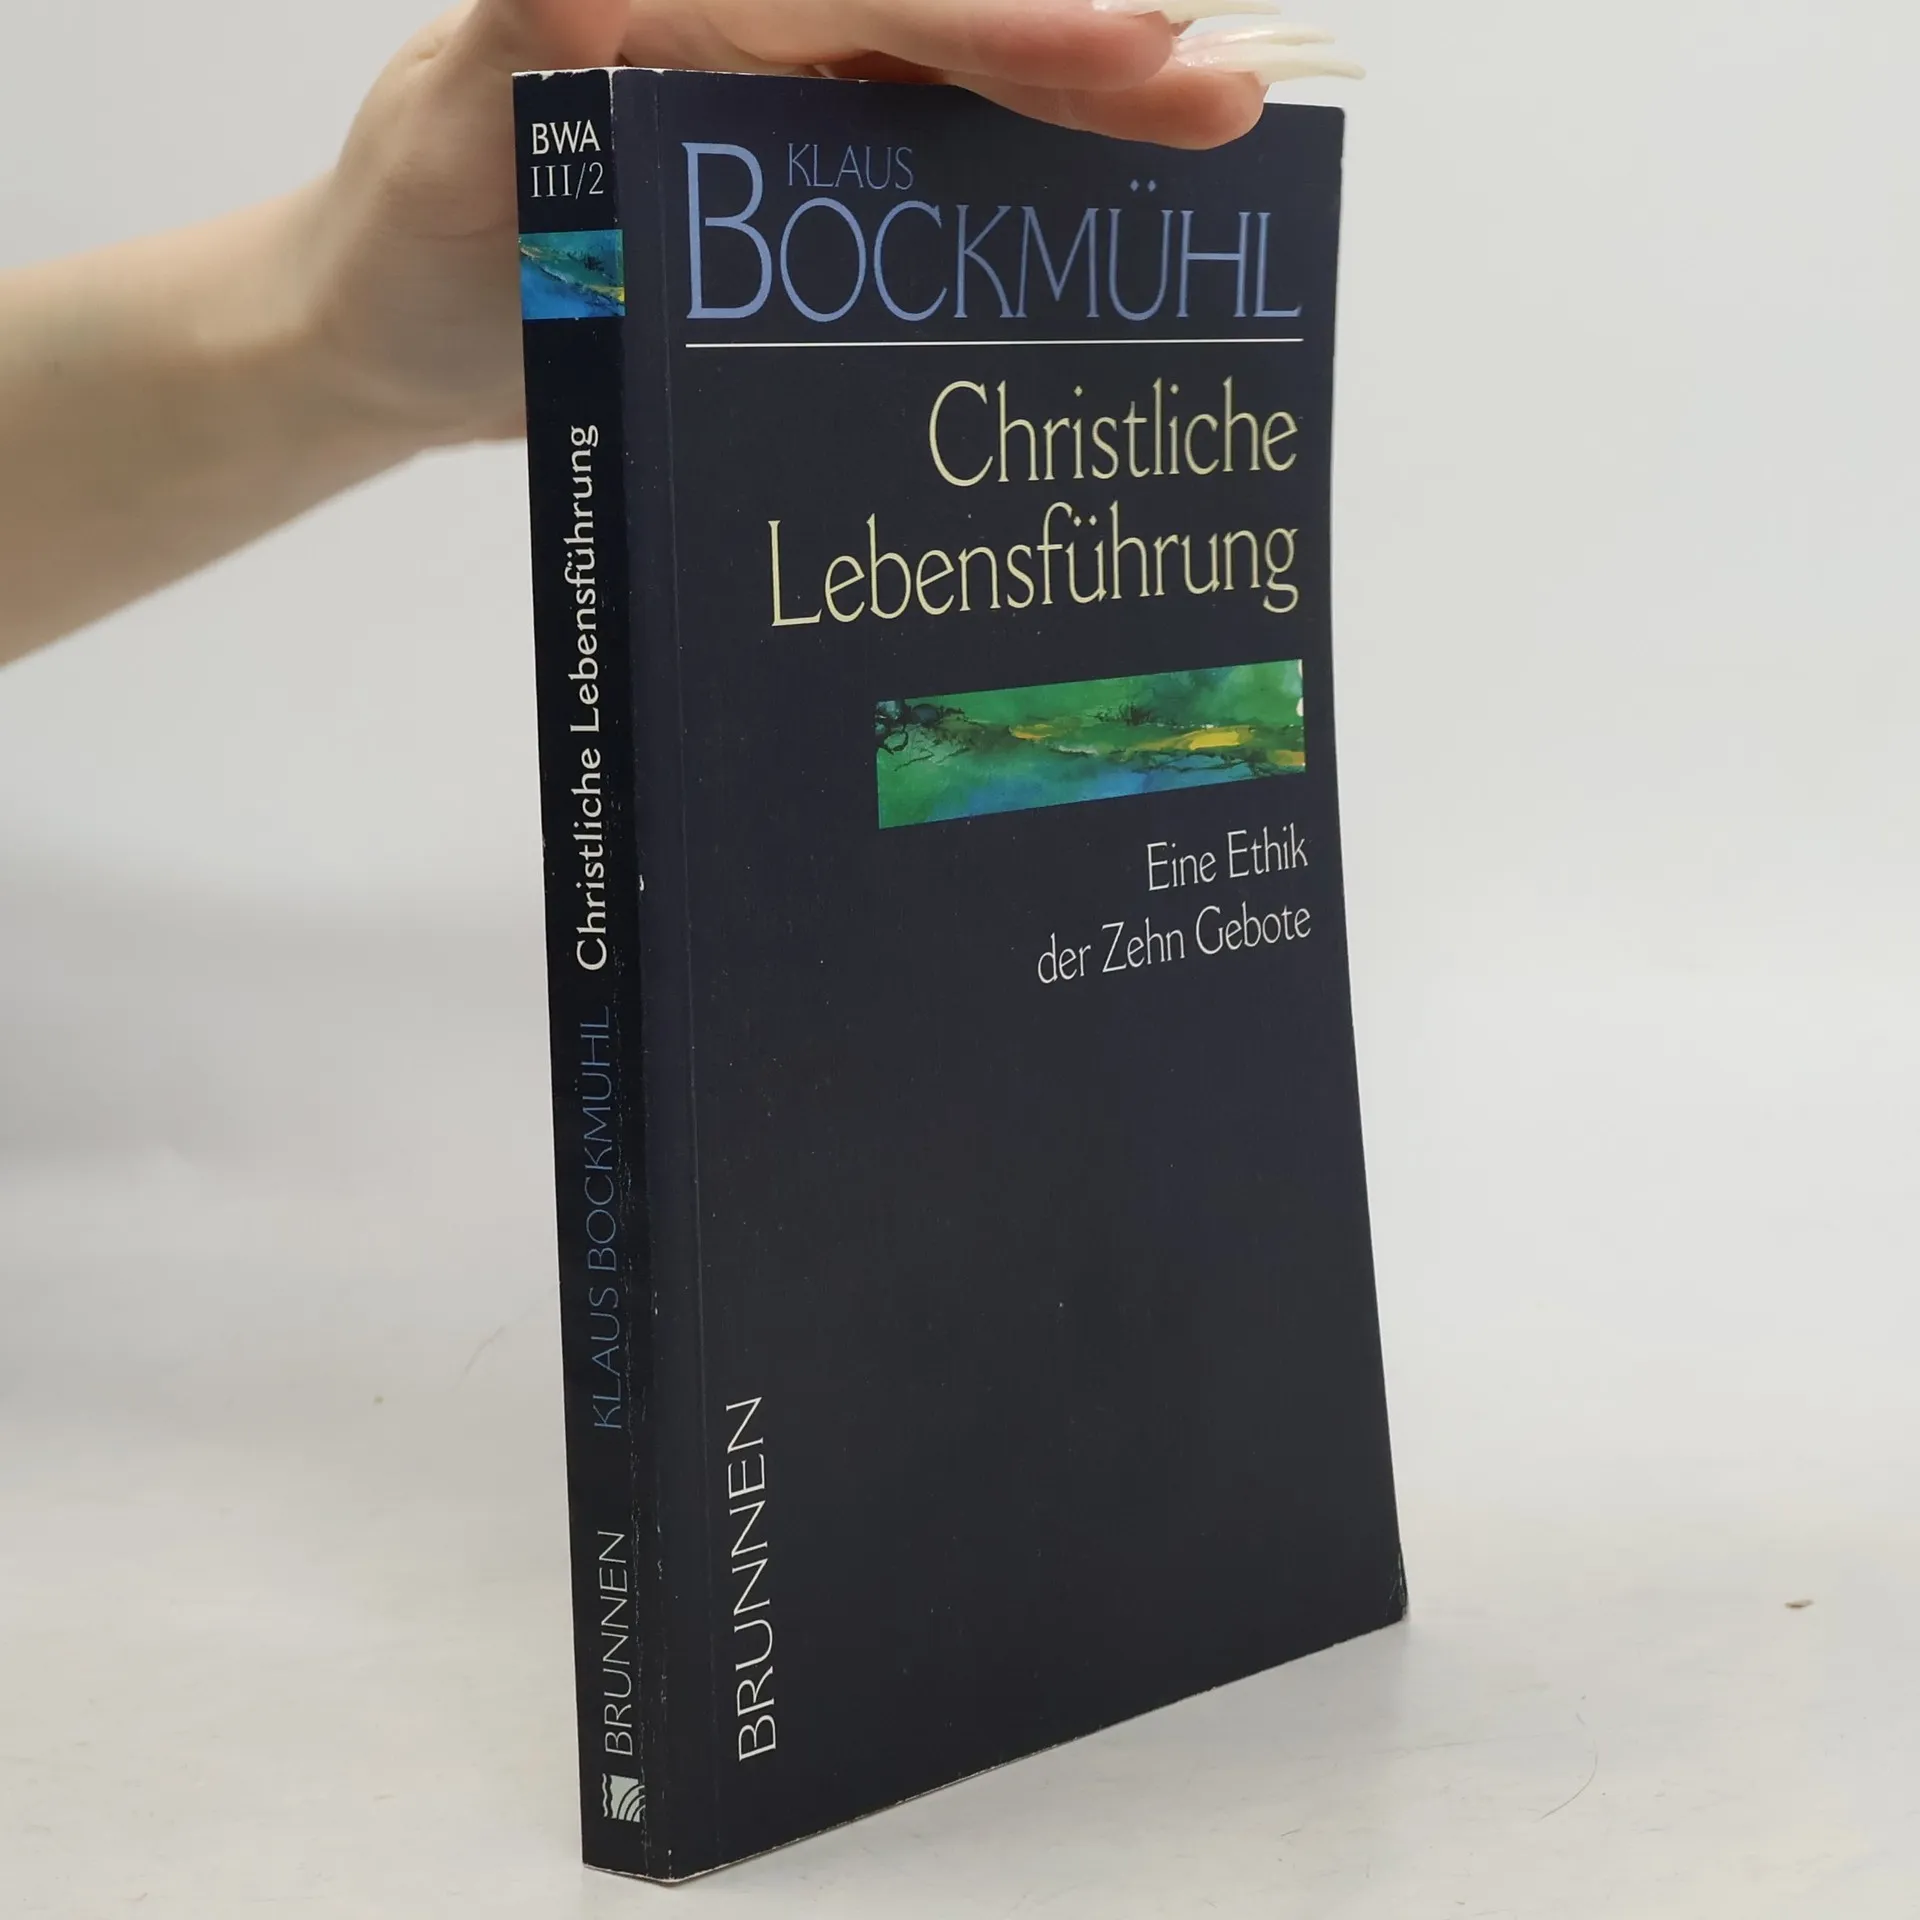 BWA
III/2
Christliche Lebensführung
KLAUS BOCKMÜHL
BRUNNEN
KLAUS
BOCKMÜHL
Christliche
Lebensführung
Eine Ethik
der Zehn Gebote
BRUNNEN